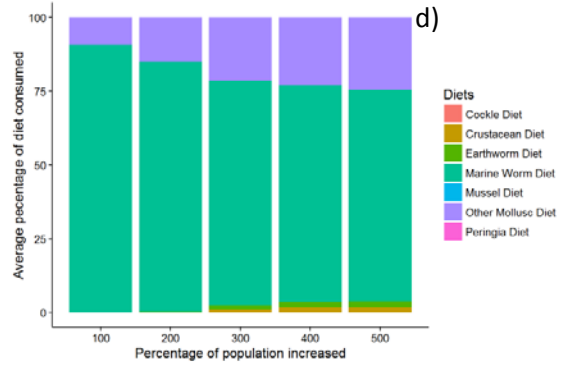 d)
100
75
50
25
0
Average pecentage of diet consumed
100 200 300 400 500
Percentage of population increased
Diets
Cockle Diet
Crustacean Diet
Earthworm Diet
Marine Worm Diet
Mussel Diet
Other Mollusc Diet
Peringia Diet